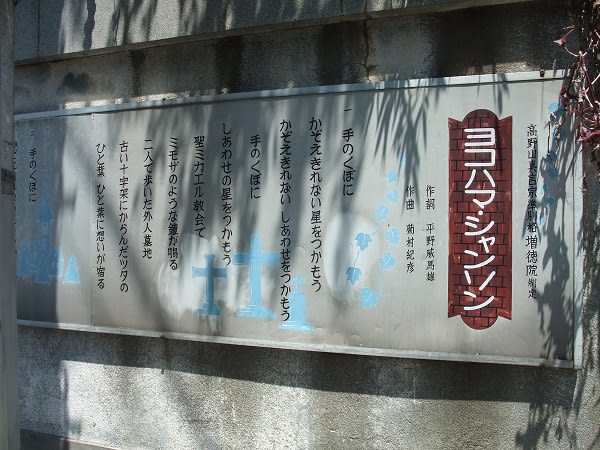 高野山真言宗準別格 増徳院 制定
ヨコハマ・シャンソン
作詞 平野威馬雄
作曲 菊村紀彦
一 手のくぼに
かぞえきれない星をつかもう
かぞえきれない しあわせをつかもう
手のくぼに
しあわせの星をつかもう
聖ミカエル教会で
ミモザのような鐘が鳴る
二人で歩いた外人墓地
古い十字架にからんだツタの
ひと葉 ひと葉に想いが宿る
二 手のくぼに